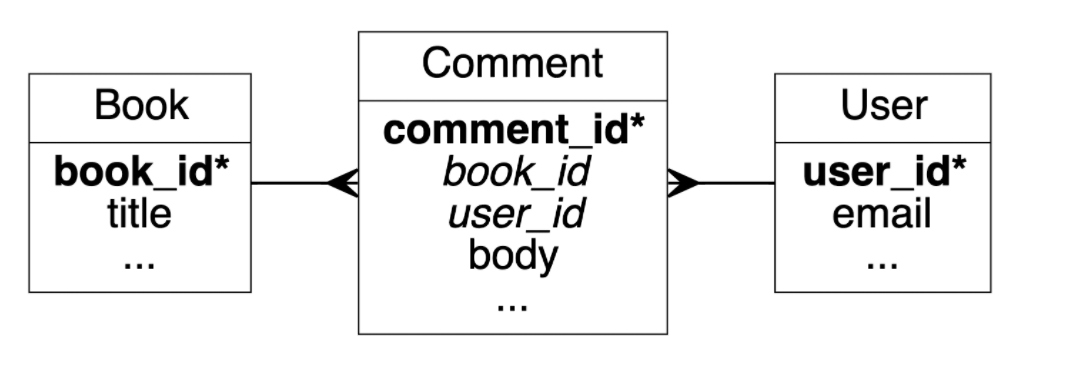 Book
book_id*
title
...
Comment
comment_id*
book_id
user_id
body
...
User
user_id*
email
...